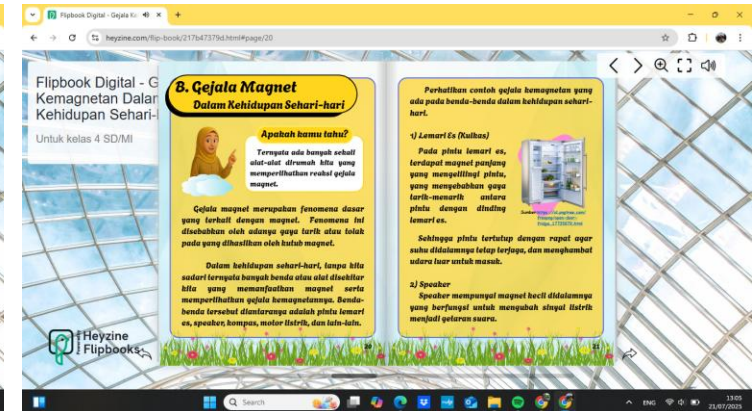 Flipbook Digital - Gejala Ke
heyzine.com/flip-book/217b47379d.html#page/20
Flipbook Digital - G
Kemagnetan Dalar
Kehidupan Sehari-
Untuk kelas 4 SD/MI
B. Gejala Magnet
Dalam Kehidupan Sehari-hari
Apakah kamu tahu?
Ternyata ada banyak sekali
alat-alat dirumah kita yang
memperlihatkan reaksi gejala
magnet.
Gejala magnet merupakan fenomena dasar
yang terkait dengan magnet. Fenomena ini
disebabkan oleh adanya gaya tarik atau tolak
pada yang dihasilkan oleh kutub magnet.
Dalam kehidupan sehari-hari, tanpa kita
sadari ternyata banyak benda atau alat disekitar
kita yang memanfaatkan magnet serta
memperlihatkan gejala kemagnetannya. Benda-
benda tersebut diantaranya adalah pintu lemari
es, speaker, kompas, motor listrik, dan lain-lain.
20
Perhatikan contoh gejala kemagnetan yang
ada pada benda-benda dalam kehidupan sehari-
hari.
1) Lemari Es (Kulkas)
Pada pintu lemari es,
terdapat magnet panjang
yang mengelilingi pintu,
yang menyebabkan gaya
tarik-menarik antara
pintu dengan dinding
lemari es.
Sehingga pintu tertutup dengan rapat agar
suhu didalamnya tetap terjaga, dan menghambat
udara luar untuk masuk.
2) Speaker
Speaker mempunyai magnet kecil didalamnya
yang berfungsi untuk mengubah sinyal listrik
menjadi getaran suara.
21
Heyzine
Flipbooks
Search
ENG
13:05
21/07/2025